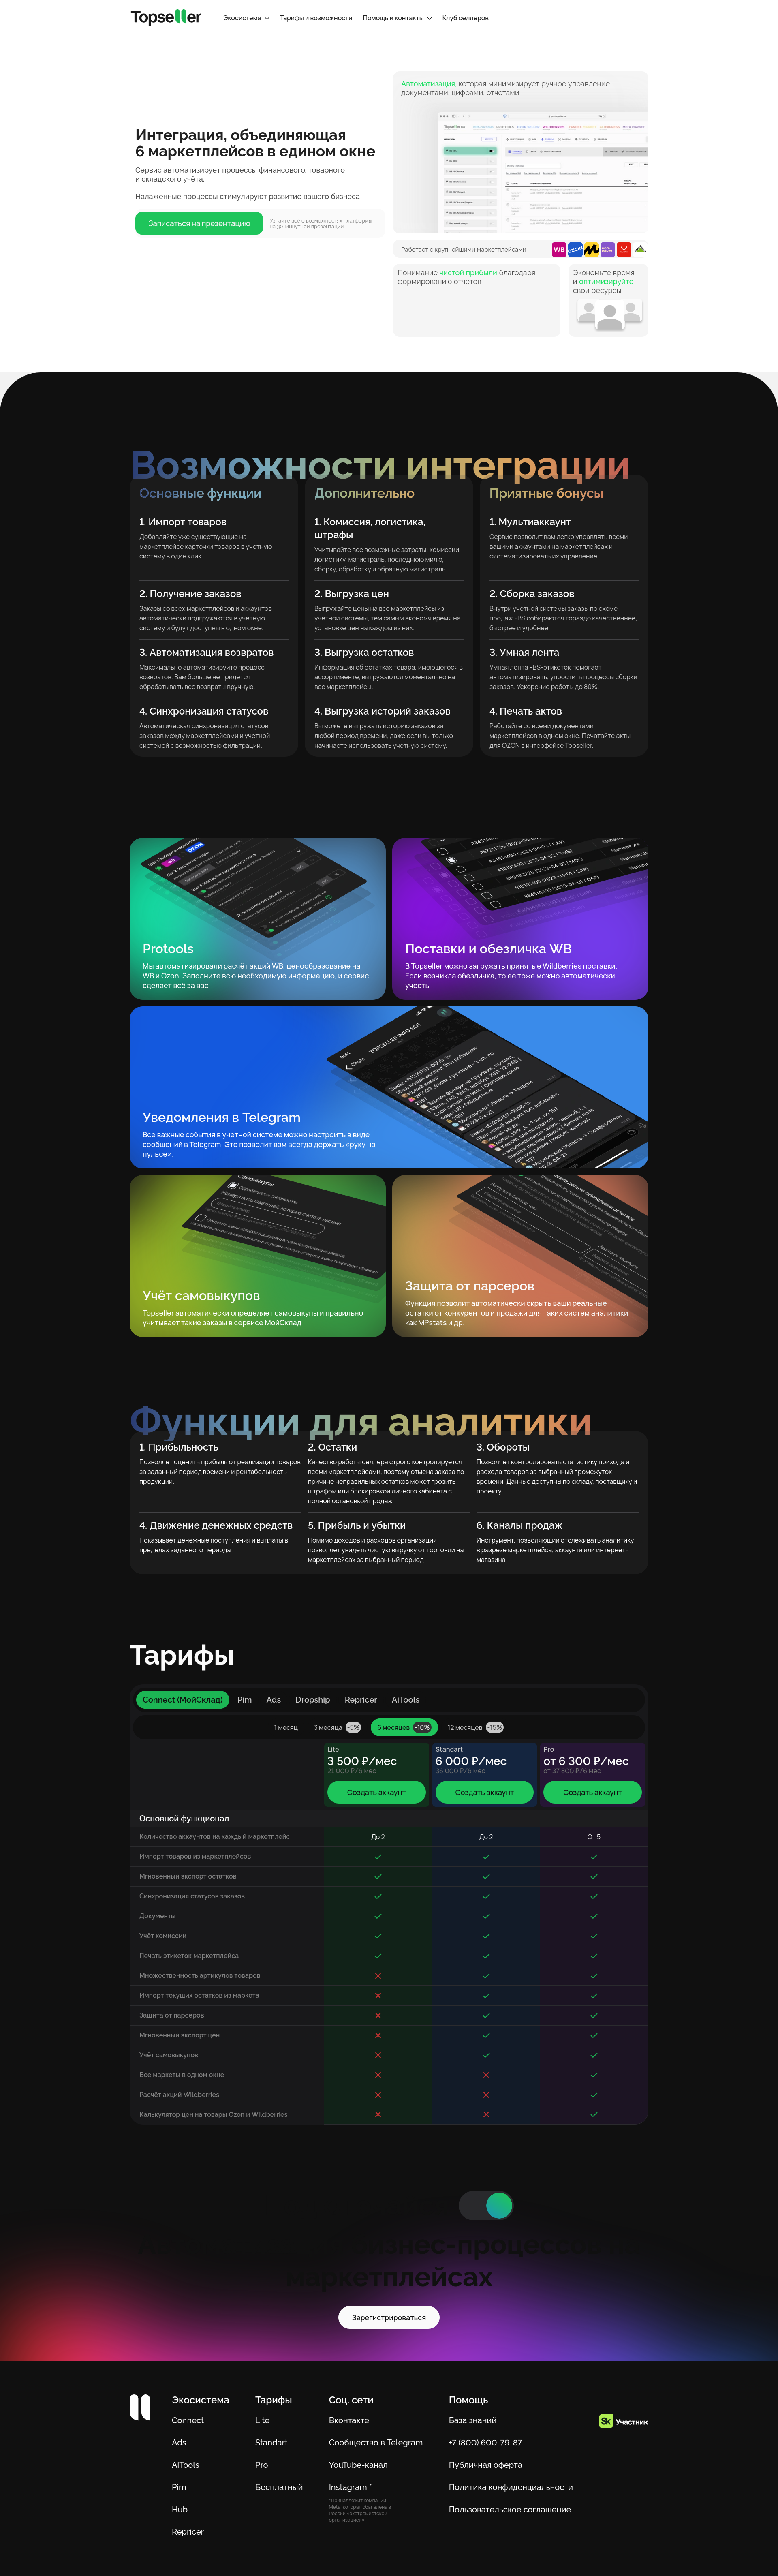 Topseller
Экосистема
Тарифы и возможности
Помощь и контакты
Клуб селлеров
Интеграция, объединяющая
6 маркетплейсов в едином окне
Сервис автоматизирует процессы финансового, товарного
и складского учёта.
Налаженные процессы стимулируют развитие вашего бизнеса
Записаться на презентацию
Узнайте всё о возможностях платформы
на 30-минутной презентации
Автоматизация, которая минимизирует ручное управление
документами, цифрами, отчетами
Работает с крупнейшими маркетплейсами
WB
OZON
Понимание чистой прибыли благодаря
формированию отчетов
Экономьте время
и оптимизируйте
свои ресурсы
Возможности интеграции
Основные функции
1. Импорт товаров
Добавляйте уже существующие на
маркетплейсе карточки товаров в учетную
систему в один клик.
2. Получение заказов
Заказы со всех маркетплейсов и аккаунтов
автоматически подгружаются в учетную
систему и будут доступны в одном окне.
3. Автоматизация возвратов
Максимально автоматизируйте процесс
возвратов. Вам больше не придется
обрабатывать все возвраты вручную.
4. Синхронизация статусов
Автоматическая синхронизация статусов
заказов между маркетплейсами и учетной
системой с возможностью фильтрации.
Дополнительно
1. Комиссия, логистика,
штрафы
Учитывайте все возможные затраты: комиссии,
логистику, магистраль, последнюю милю,
сборку, обработку и обратную магистраль.
2. Выгрузка цен
Выгружайте цены на все маркетплейсы из
учетной системы, тем самым экономя время на
установке цен на каждом из них.
3. Выгрузка остатков
Информация об остатках товара, имеющегося в
ассортименте, выгружаются моментально на
все маркетплейсы.
4. Выгрузка историй заказов
Вы можете выгружать историю заказов за
любой период времени, даже если вы только
начинаете использовать учетную систему.
Приятные бонусы
1. Мультиаккаунт
Сервис позволит вам легко управлять всеми
вашими аккаунтами на маркетплейсах и
систематизировать их управление.
2. Сборка заказов
Внутри учетной системы заказы по схеме
продаж FBS собираются гораздо качественнее,
быстрее и удобнее.
3. Умная лента
Умная лента FBS-этикеток помогает
автоматизировать, упростить процессы сборки
заказов. Ускорение работы до 80%.
4. Печать актов
Работайте со всеми документами
маркетплейсов в одном окне. Печатайте акты
для OZON в интерфейсе Topseller.
Protools
Мы автоматизировали расчёт акций WB, ценообразование на
WB и Ozon. Заполните всю необходимую информацию, и сервис
сделает всё за вас
Поставки и обезличка WB
В Topseller можно загружать принятые Wildberries поставки.
Если возникла обезличка, то ее тоже можно автоматически
учесть
Уведомления в Telegram
Все важные события в учетной системе можно настроить в виде
сообщений в Telegram. Это позволит вам всегда держать «руку на
пульсе».
9:41
Chats
TOPSELLER INFO BOT
Учёт самовыкупов
Topseller автоматически определяет самовыкупы и правильно
учитывает такие заказы в сервисе МойСклад
Защита от парсеров
Функция позволит автоматически скрыть ваши реальные
остатки от конкурентов и продажи для таких систем аналитики
как MPstats и др.
Функции для аналитики
1. Прибыльность
Позволяет оценить прибыль от реализации товаров
за заданный период времени и рентабельность
продукции.
2. Остатки
Качество работы селлера строго контролируется
всеми маркетплейсами, поэтому отмена заказа по
причине неправильных остатков может грозить
штрафом или блокировкой личного кабинета с
полной остановкой продаж
3. Обороты
Позволяет контролировать статистику прихода и
расхода товаров за выбранный промежуток
времени. Данные доступны по складу, поставщику и
проекту
4. Движение денежных средств
Показывает денежные поступления и выплаты в
пределах заданного периода
5. Прибыль и убытки
Помимо доходов и расходов организаций
позволяет увидеть чистую выручку от торговли на
маркетплейсах за выбранный период
6. Каналы продаж
Инструмент, позволяющий отслеживать аналитику
в разрезе маркетплейса, аккаунта или интернет-
магазина
Тарифы
Connect (МойСклад)
Pim
Ads
Dropship
Repricer
AiTools
1 месяц
3 месяца -5%
6 месяцев -10%
12 месяцев -15%
Lite
3 500 ₽/мес
21 000 ₽/6 мес
Создать аккаунт
Standart
6 000 ₽/мес
36 000 ₽/6 мес
Создать аккаунт
Pro
от 6 300 ₽/мес
от 37 800 ₽/6 мес
Создать аккаунт
Основной функционал
Количество аккаунтов на каждый маркетплейс
До 2
До 2
От 5
Импорт товаров из маркетплейсов
Мгновенный экспорт остатков
Синхронизация статусов заказов
Документы
Учёт комиссии
Печать этикеток маркетплейса
Множественность артикулов товаров
Импорт текущих остатков из маркета
Защита от парсеров
Мгновенный экспорт цен
Учёт самовыкупов
Все маркеты в одном окне
Расчёт акций Wildberries
Калькулятор цен на товары Ozon и Wildberries
бизнес-процессов на
маркетплейсах
Зарегистрироваться
Экосистема
Connect
Ads
AiTools
Pim
Hub
Repricer
Тарифы
Lite
Standart
Pro
Бесплатный
Соц. сети
Вконтакте
Сообщество в Telegram
YouTube-канал
Instagram *
*Принадлежит компании
Meta, которая объявлена в
России «экстремистской
организацией»
Помощь
База знаний
+7 (800) 600-79-87
Публичная оферта
Политика конфиденциальности
Пользовательское соглашение
Sk Участник